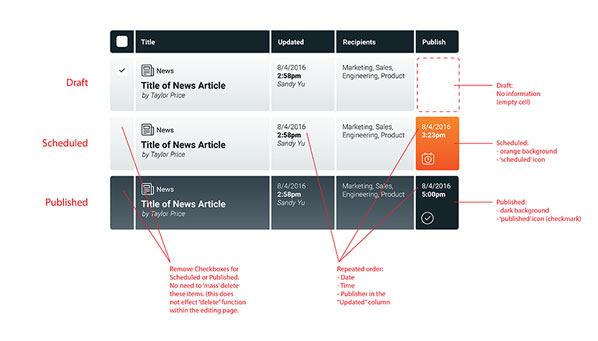 Title Updated Recipients Publish
Draft
News
Title of News Article
by Taylor Price
8/4/2016
2:58pm
Sandy Yu
Marketing, Sales,
Engineering, Product
Draft:
No information
(empty cell)
Scheduled
News
Title of News Article
by Taylor Price
8/4/2016
2:58pm
Sandy Yu
Marketing, Sales,
Engineering, Product
8/4/2016
3:23pm
Scheduled:
- orange background
- 'scheduled' icon
Published
News
Title of News Article
by Taylor Price
8/4/2016
2:58pm
Sandy Yu
Marketing, Sales,
Engineering, Product
8/4/2016
5:00pm
Published:
- dark background
- 'published' icon (checkmark)
Remove Checkboxes for
Scheduled or Published.
No need to 'mass' delete
these items. (this does
not effect "delete" function
within the editing page.
Repeated order:
- Date
- Time
- Publisher in the
"Updated" column